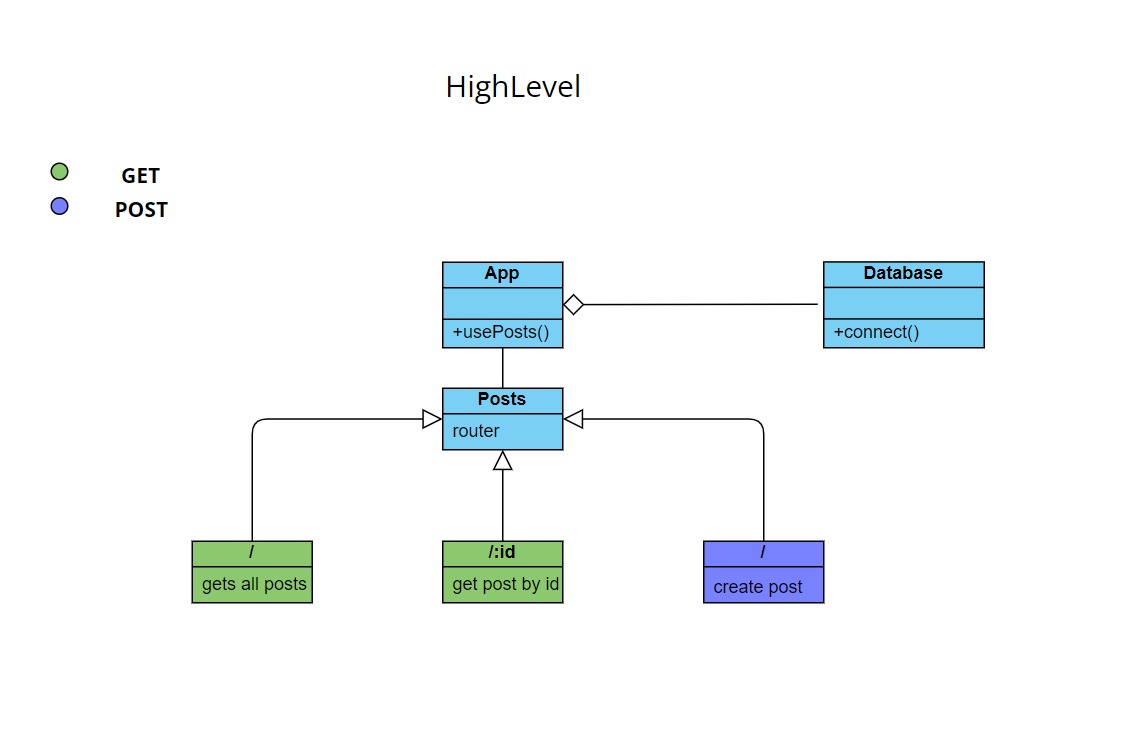 HighLevel
GET
POST
App
+usePosts()
Database
+connect()
Posts
router
/
gets all posts
/:id
get post by id
/
create post